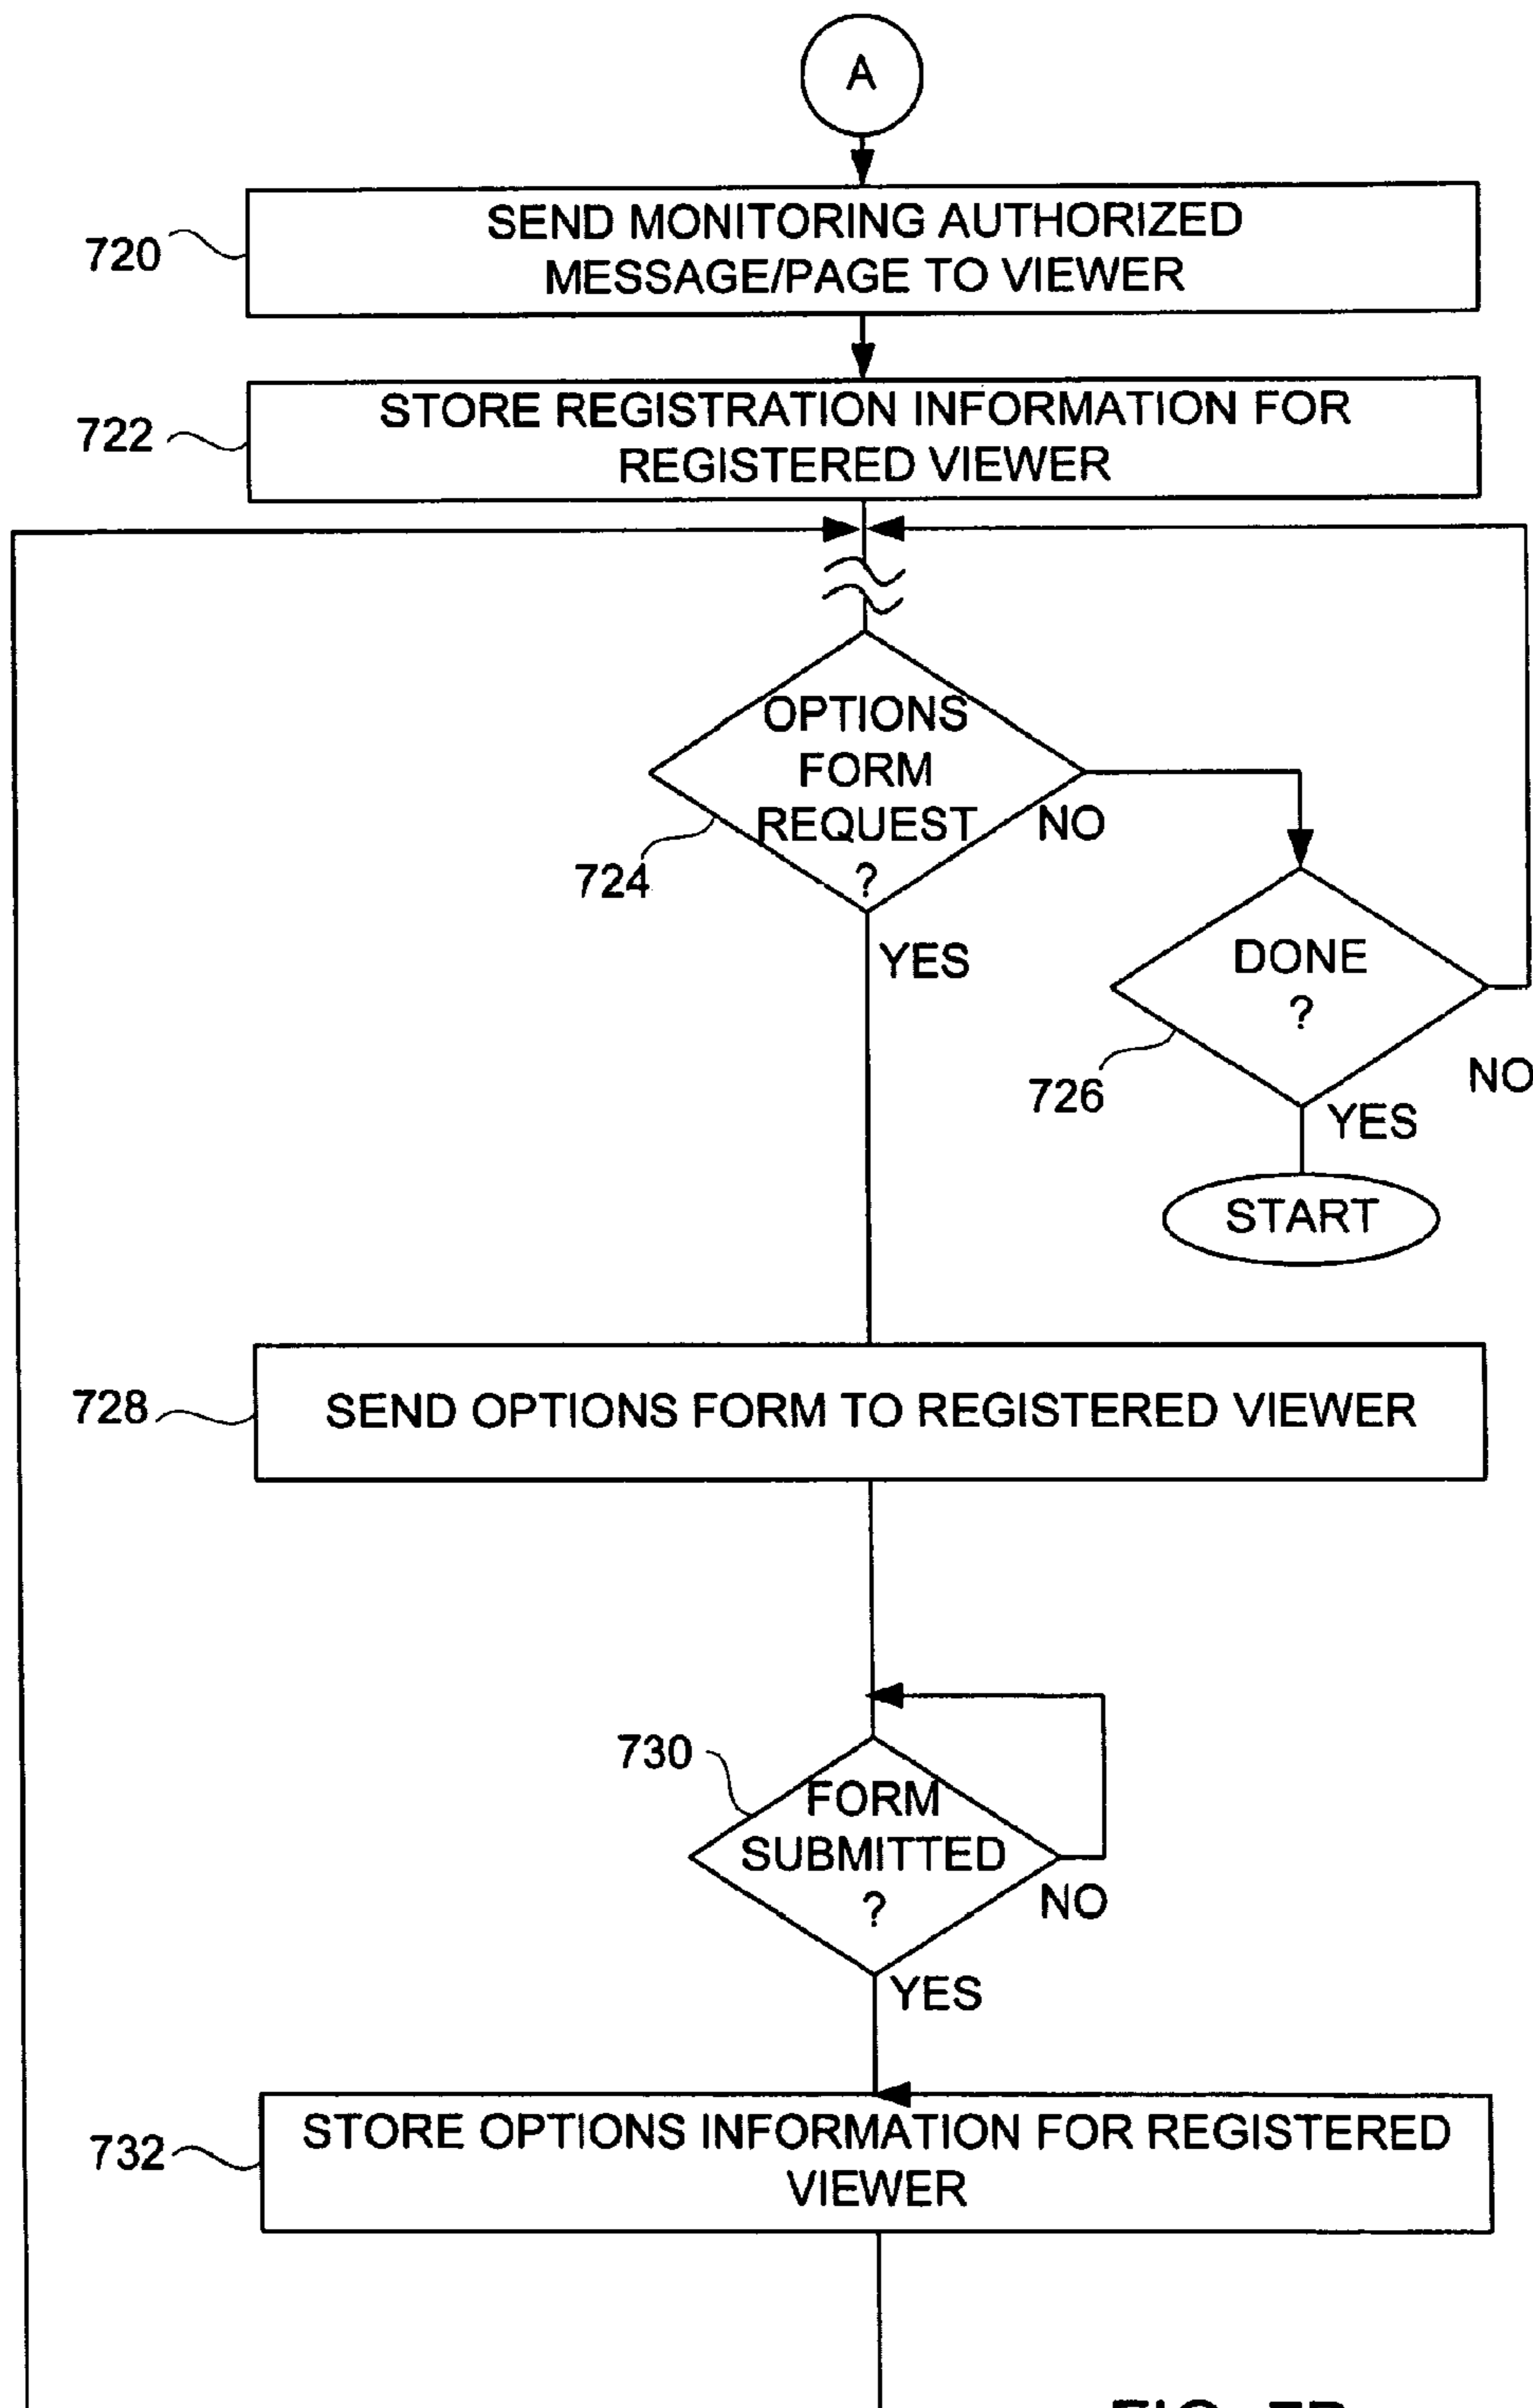 A
720
SEND MONITORING AUTHORIZED
MESSAGE/PAGE TO VIEWER
722
STORE REGISTRATION INFORMATION FOR
REGISTERED VIEWER
OPTIONS
FORM
REQUEST
?
NO
724
YES
DONE
?
726
NO
YES
START
728
SEND OPTIONS FORM TO REGISTERED VIEWER
730
FORM
SUBMITTED
?
NO
YES
732
STORE OPTIONS INFORMATION FOR REGISTERED
VIEWER